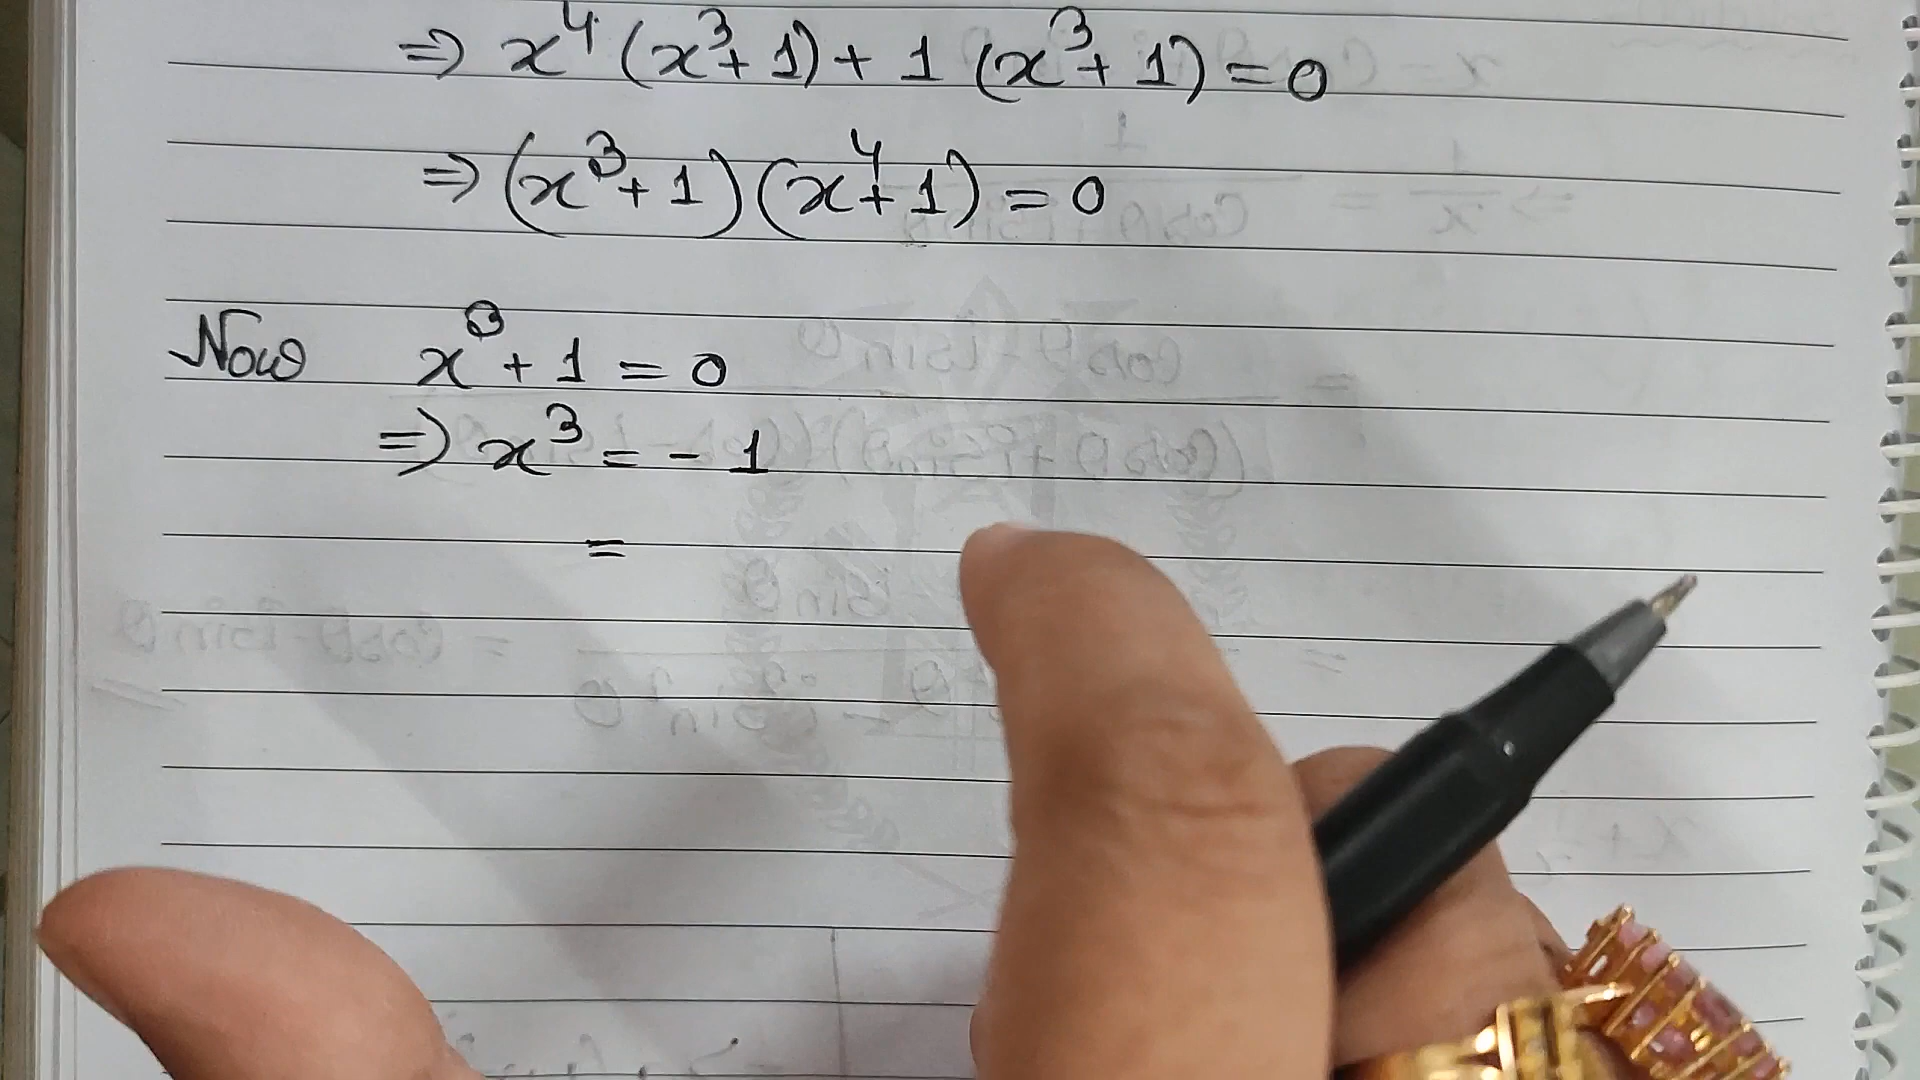 ⇒ x⁴(x³+1)+1(x³+1)=0
⇒ (x³+1)(x⁴+1)=0
Now x³+1=0
⇒ x³=-1
=